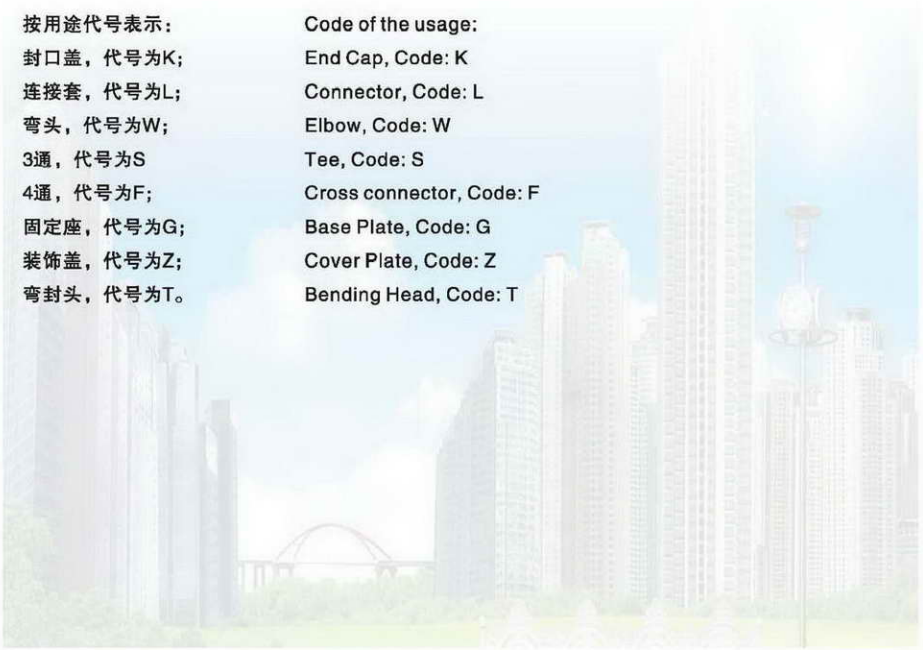 按用途代号表示： Code of the usage:
封口盖，代号为K； End Cap, Code: K
连接套，代号为L； Connector, Code: L
弯头，代号为W； Elbow, Code: W
3通，代号为S Tee, Code: S
4通，代号为F； Cross connector, Code: F
固定座，代号为G； Base Plate, Code: G
装饰盖，代号为Z； Cover Plate, Code: Z
弯封头，代号为T。 Bending Head, Code: T